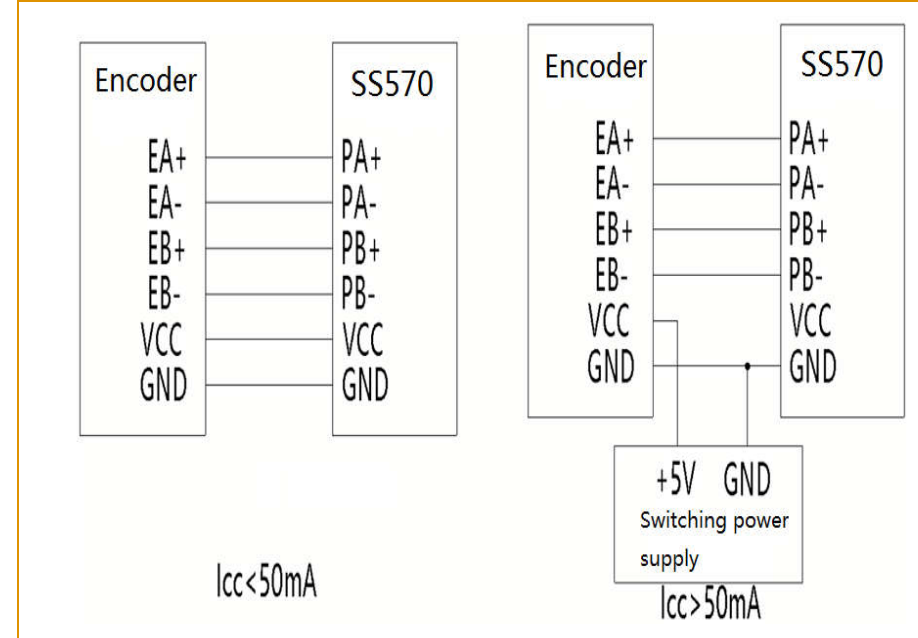 Encoder
SS570
EA+
PA+
EA-
PA-
EB+
PB+
EB-
PB-
VCC
VCC
GND
GND
Icc<50mA
Encoder
SS570
EA+
PA+
EA-
PA-
EB+
PB+
EB-
PB-
VCC
VCC
GND
GND
+5V GND
Switching power
supply
Icc>50mA